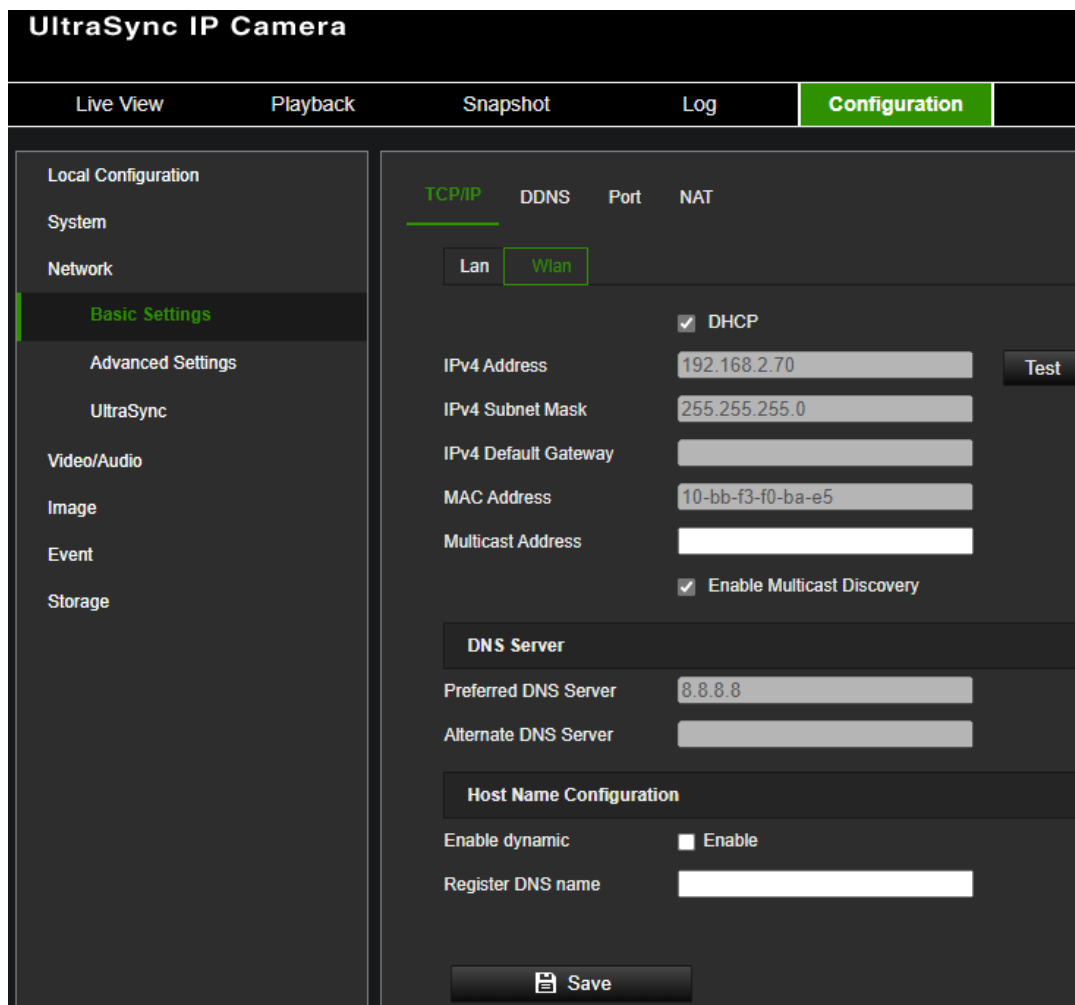 UltraSync IP Camera
Live View Playback Snapshot Log Configuration
Local Configuration
System
Network
Basic Settings
Advanced Settings
UltraSync
Video/Audio
Image
Event
Storage
TCP/IP DDNS Port NAT
Lan Wlan
DHCP
IPv4 Address 192.168.2.70 Test
IPv4 Subnet Mask 255.255.255.0
IPv4 Default Gateway
MAC Address 10-bb-f3-f0-ba-e5
Multicast Address
Enable Multicast Discovery
DNS Server
Preferred DNS Server 8.8.8.8
Alternate DNS Server
Host Name Configuration
Enable dynamic Enable
Register DNS name
Save